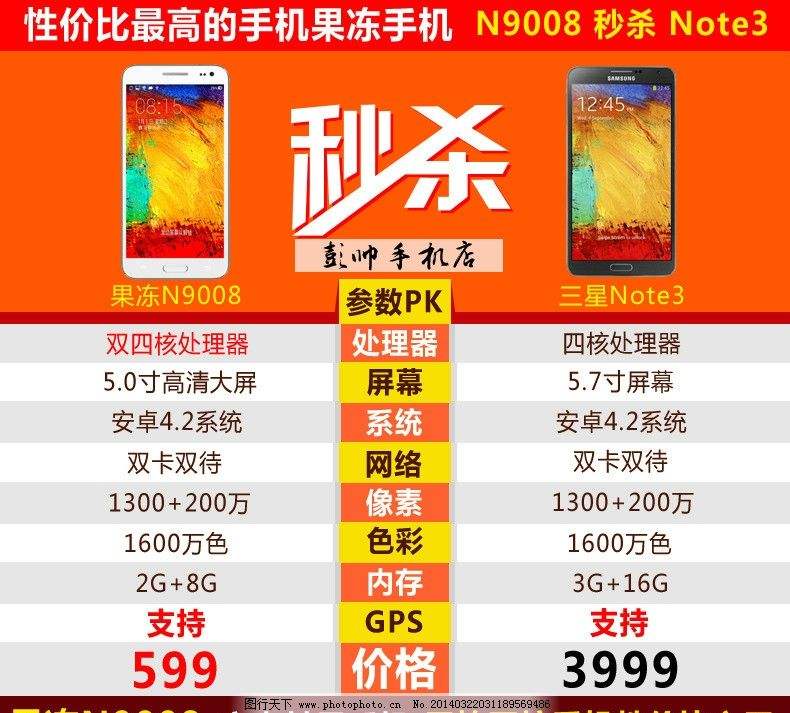 性价比最高的手机果冻手机 N9008 秒杀 Note3
08:15
SAMSUNG
12:45
秒杀
彭帅手机店
果冻N9008
三星Note3
参数PK
双四核处理器 处理器 四核处理器
5.0寸高清大屏 屏幕 5.7寸屏幕
安卓4.2系统 系统 安卓4.2系统
双卡双待 网络 双卡双待
1300+200万 像素 1300+200万
1600万色 色彩 1600万色
2G+8G 内存 3G+16G
支持 GPS 支持
599 价格 3999
图行天下 www.photophoto.cn No.20140322031189569486